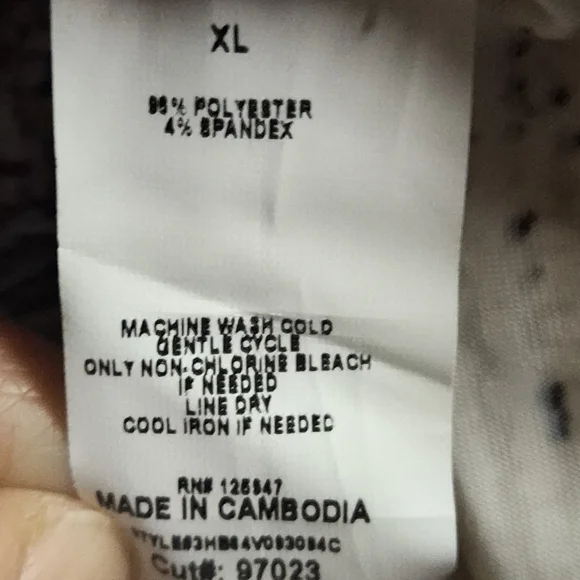 XL
96% POLYESTER
4% SPANDEX
MACHINE WASH COLD
GENTLE CYCLE
ONLY NON-CHLORINE BLEACH
IF NEEDED
LINE DRY
COOL IRON IF NEEDED
RN#
MADE IN CAMBODIA
Cut#: 97023